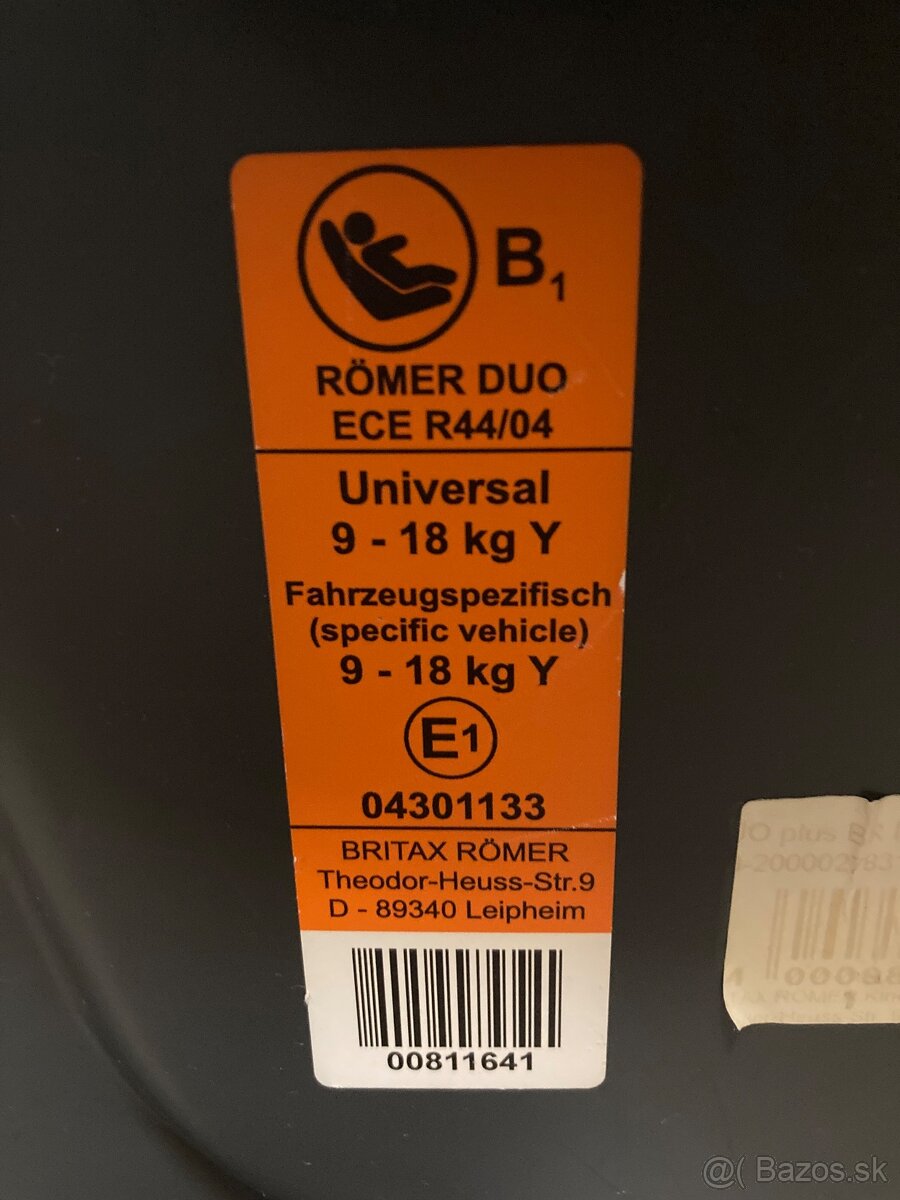 B1
RÖMER DUO
ECE R44/04
Universal
9 - 18 kg Y
Fahrzeugspezifisch
(specific vehicle)
9 - 18 kg Y
E1
04301133
BRITAX RÖMER
Theodor-Heuss-Str.9
D - 89340 Leipheim
00811641
plus
@( Bazos.sk